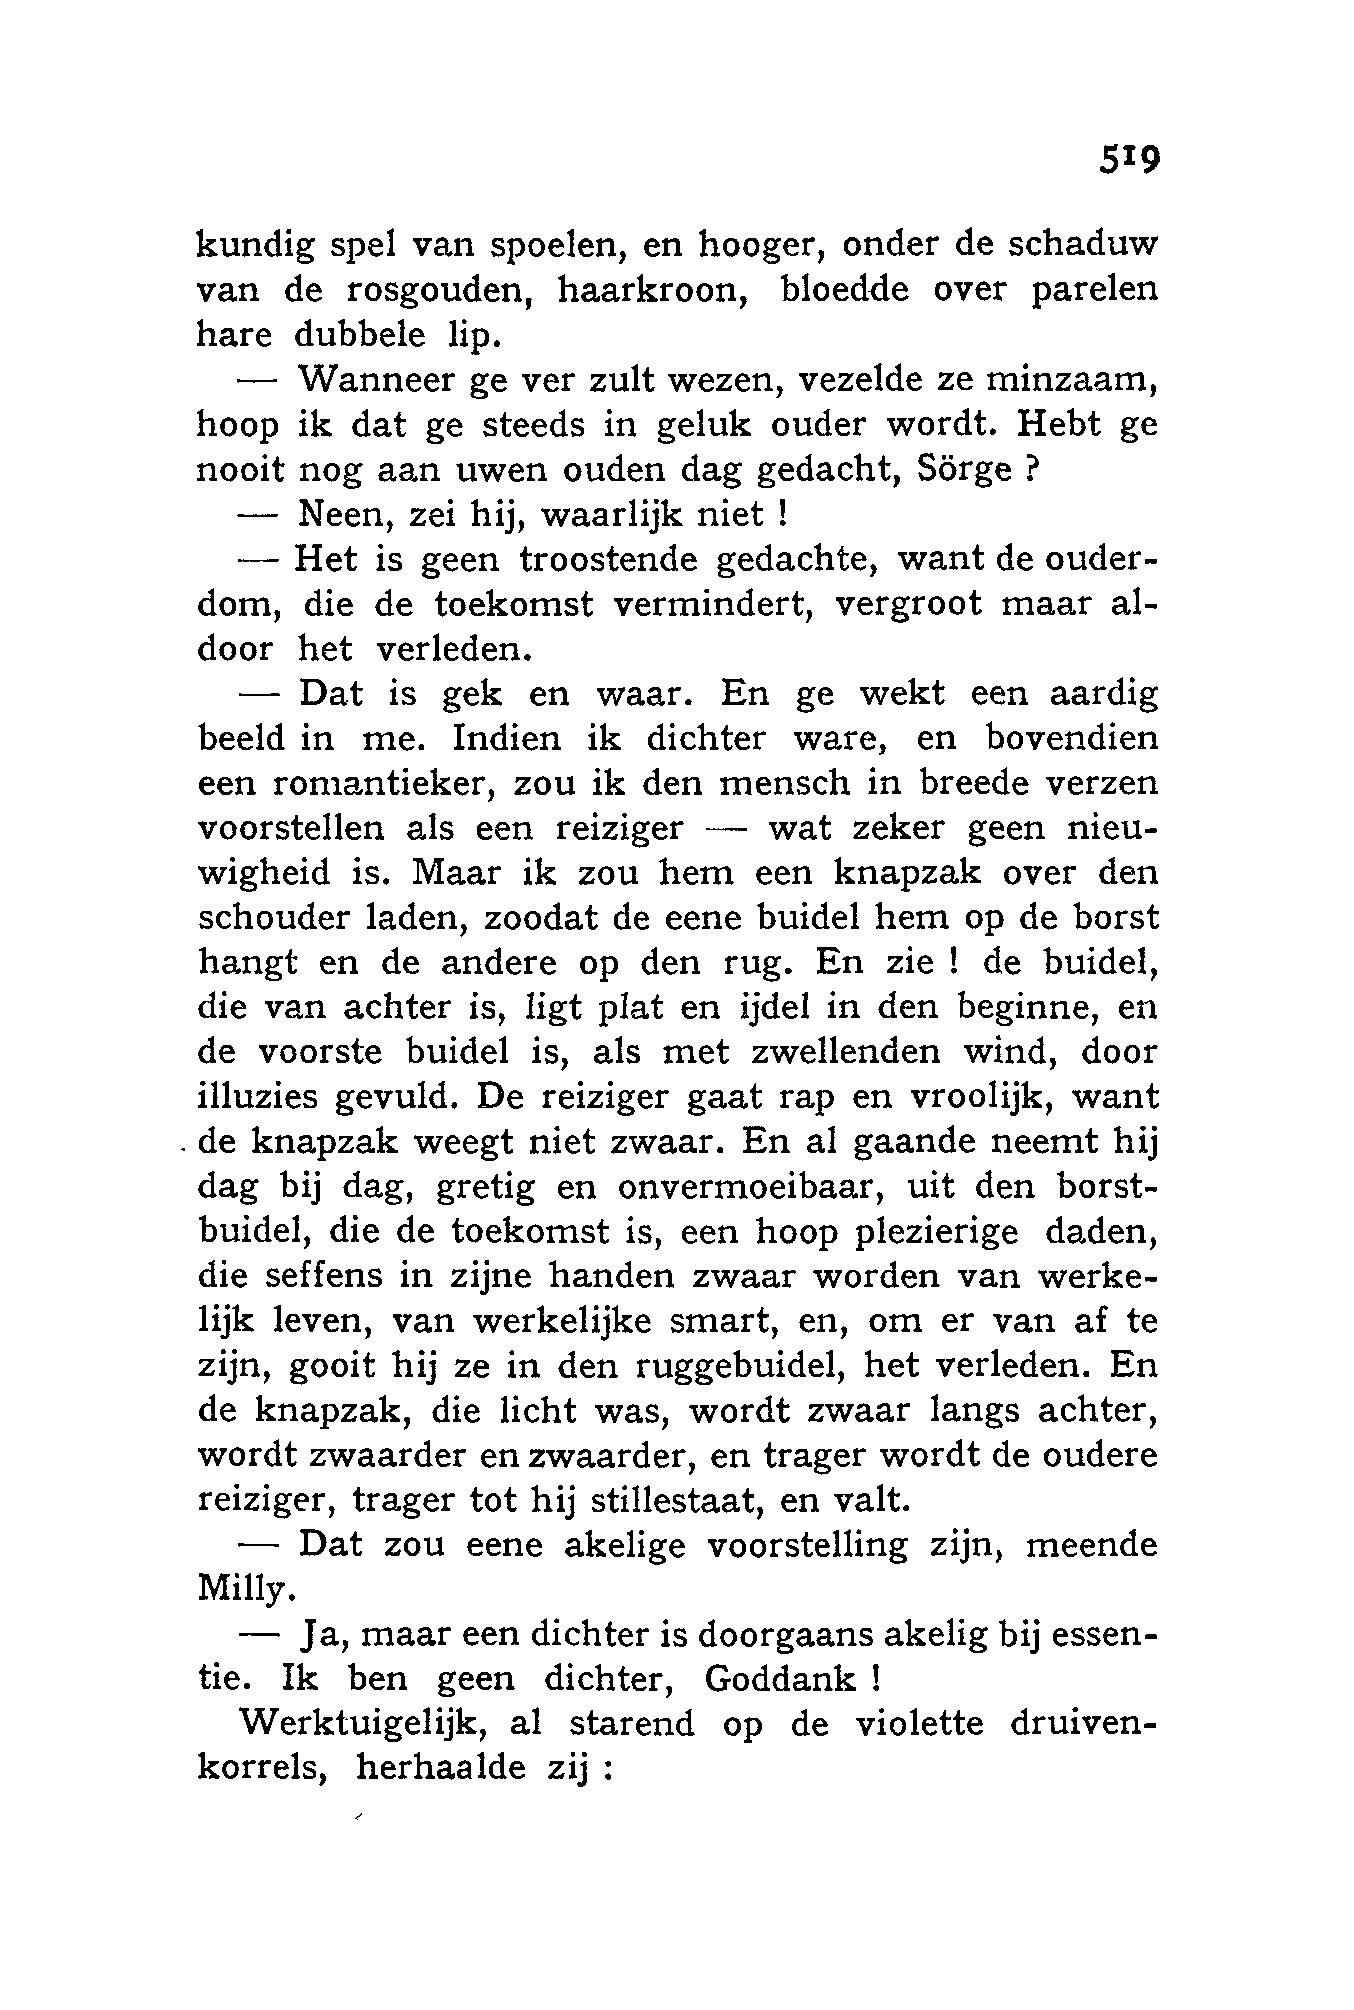 519
kundig spel van spoelen, en hooger, onder de schaduw
van de rosgouden, haarkroon, bloedde over parelen
hare dubbele lip.
— Wanneer ge ver zult wezen, vezelde ze minzaam,
hoop ik dat ge steeds in geluk ouder wordt. Hebt ge
nooit nog aan uwen ouden dag gedacht, Sörge ?
— Neen, zei hij, waarlijk niet !
— Het is geen troostende gedachte, want de ouder-
dom, die de toekomst vermindert, vergroot maar al-
door het verleden.
— Dat is gek en waar. En ge wekt een aardig
beeld in me. Indien ik dichter ware, en bovendien
een romantieker, zou ik den mensch in breede verzen
voorstellen als een reiziger — wat zeker geen nieu-
wigheid is. Maar ik zou hem een knapzak over den
schouder laden, zoodat de eene buidel hem op de borst
hangt en de andere op den rug. En zie ! de buidel,
die van achter is, ligt plat en ijdel in den beginne, en
de voorste buidel is, als met zwellenden wind, door
illuzies gevuld. De reiziger gaat rap en vroolijk, want
de knapzak weegt niet zwaar. En al gaande neemt hij
dag bij dag, gretig en onvermoeibaar, uit den borst-
buidel, die de toekomst is, een hoop plezierige daden,
die seffens in zijne handen zwaar worden van werke-
lijk leven, van werkelijke smart, en, om er van af te
zijn, gooit hij ze in den ruggebuidel, het verleden. En
de knapzak, die licht was, wordt zwaar langs achter,
wordt zwaarder en zwaarder, en trager wordt de oudere
reiziger, trager tot hij stillestaat, en valt.
— Dat zou eene akelige voorstelling zijn, meende
Milly.
— Ja, maar een dichter is doorgaans akelig bij essen-
tie. Ik ben geen dichter, Goddank !
Werktuigelijk, al starend op de violette druiven-
korrels, herhaalde zij :